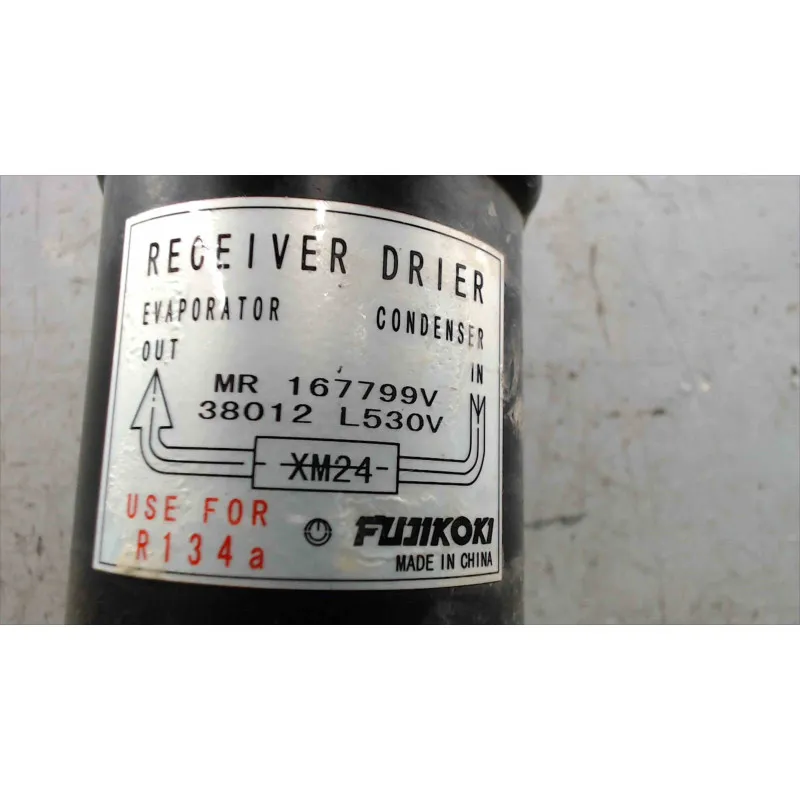 RECEIVER DRIER
EVAPORATOR CONDENSER
OUT IN
MR 167799V
38012 L530V
XM24
USE FOR
R134a
FUJIKOKI
MADE IN CHINA